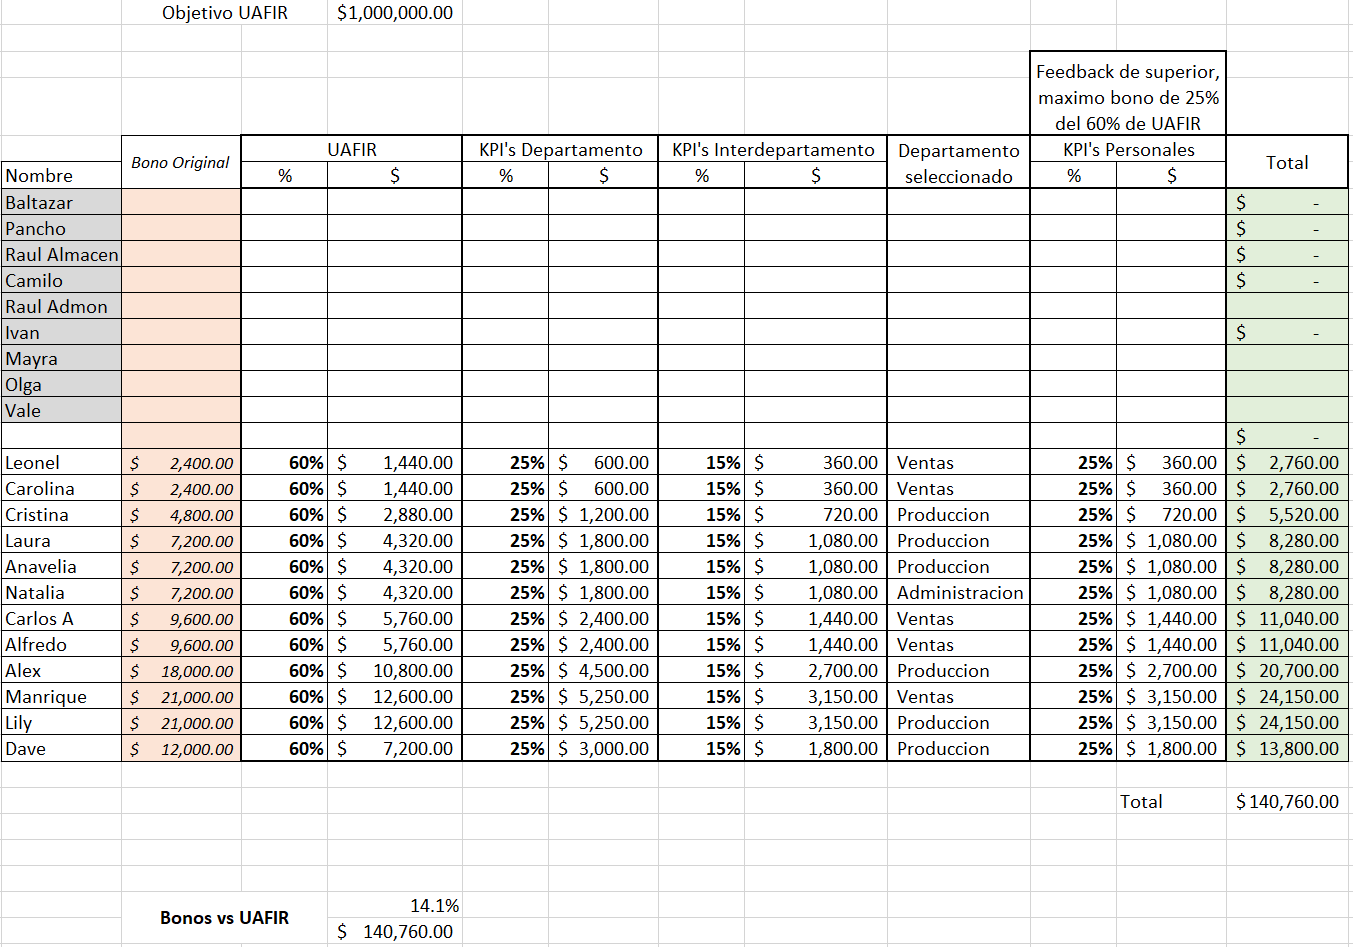 Objetivo UAFIR $1,000,000.00
Feedback de superior,
maximo bono de 25%
del 60% de UAFIR
Nombre Bono Original UAFIR KPI's Departamento KPI's Interdepartamento Departamento seleccionado KPI's Personales Total
% $ % $ % $ % $
Baltazar $ -
Pancho $ -
Raul Almacen $ -
Camilo $ -
Raul Admon
Ivan $ -
Mayra
Olga
Vale
$ -
Leonel $ 2,400.00 60% $ 1,440.00 25% $ 600.00 15% $ 360.00 Ventas 25% $ 360.00 $ 2,760.00
Carolina $ 2,400.00 60% $ 1,440.00 25% $ 600.00 15% $ 360.00 Ventas 25% $ 360.00 $ 2,760.00
Cristina $ 4,800.00 60% $ 2,880.00 25% $ 1,200.00 15% $ 720.00 Produccion 25% $ 720.00 $ 5,520.00
Laura $ 7,200.00 60% $ 4,320.00 25% $ 1,800.00 15% $ 1,080.00 Produccion 25% $ 1,080.00 $ 8,280.00
Anavelia $ 7,200.00 60% $ 4,320.00 25% $ 1,800.00 15% $ 1,080.00 Produccion 25% $ 1,080.00 $ 8,280.00
Natalia $ 7,200.00 60% $ 4,320.00 25% $ 1,800.00 15% $ 1,080.00 Administracion 25% $ 1,080.00 $ 8,280.00
Carlos A $ 9,600.00 60% $ 5,760.00 25% $ 2,400.00 15% $ 1,440.00 Ventas 25% $ 1,440.00 $ 11,040.00
Alfredo $ 9,600.00 60% $ 5,760.00 25% $ 2,400.00 15% $ 1,440.00 Ventas 25% $ 1,440.00 $ 11,040.00
Alex $ 18,000.00 60% $ 10,800.00 25% $ 4,500.00 15% $ 2,700.00 Produccion 25% $ 2,700.00 $ 20,700.00
Manrique $ 21,000.00 60% $ 12,600.00 25% $ 5,250.00 15% $ 3,150.00 Ventas 25% $ 3,150.00 $ 24,150.00
Lily $ 21,000.00 60% $ 12,600.00 25% $ 5,250.00 15% $ 3,150.00 Produccion 25% $ 3,150.00 $ 24,150.00
Dave $ 12,000.00 60% $ 7,200.00 25% $ 3,000.00 15% $ 1,800.00 Produccion 25% $ 1,800.00 $ 13,800.00
Total $140,760.00
Bonos vs UAFIR 14.1%
$ 140,760.00